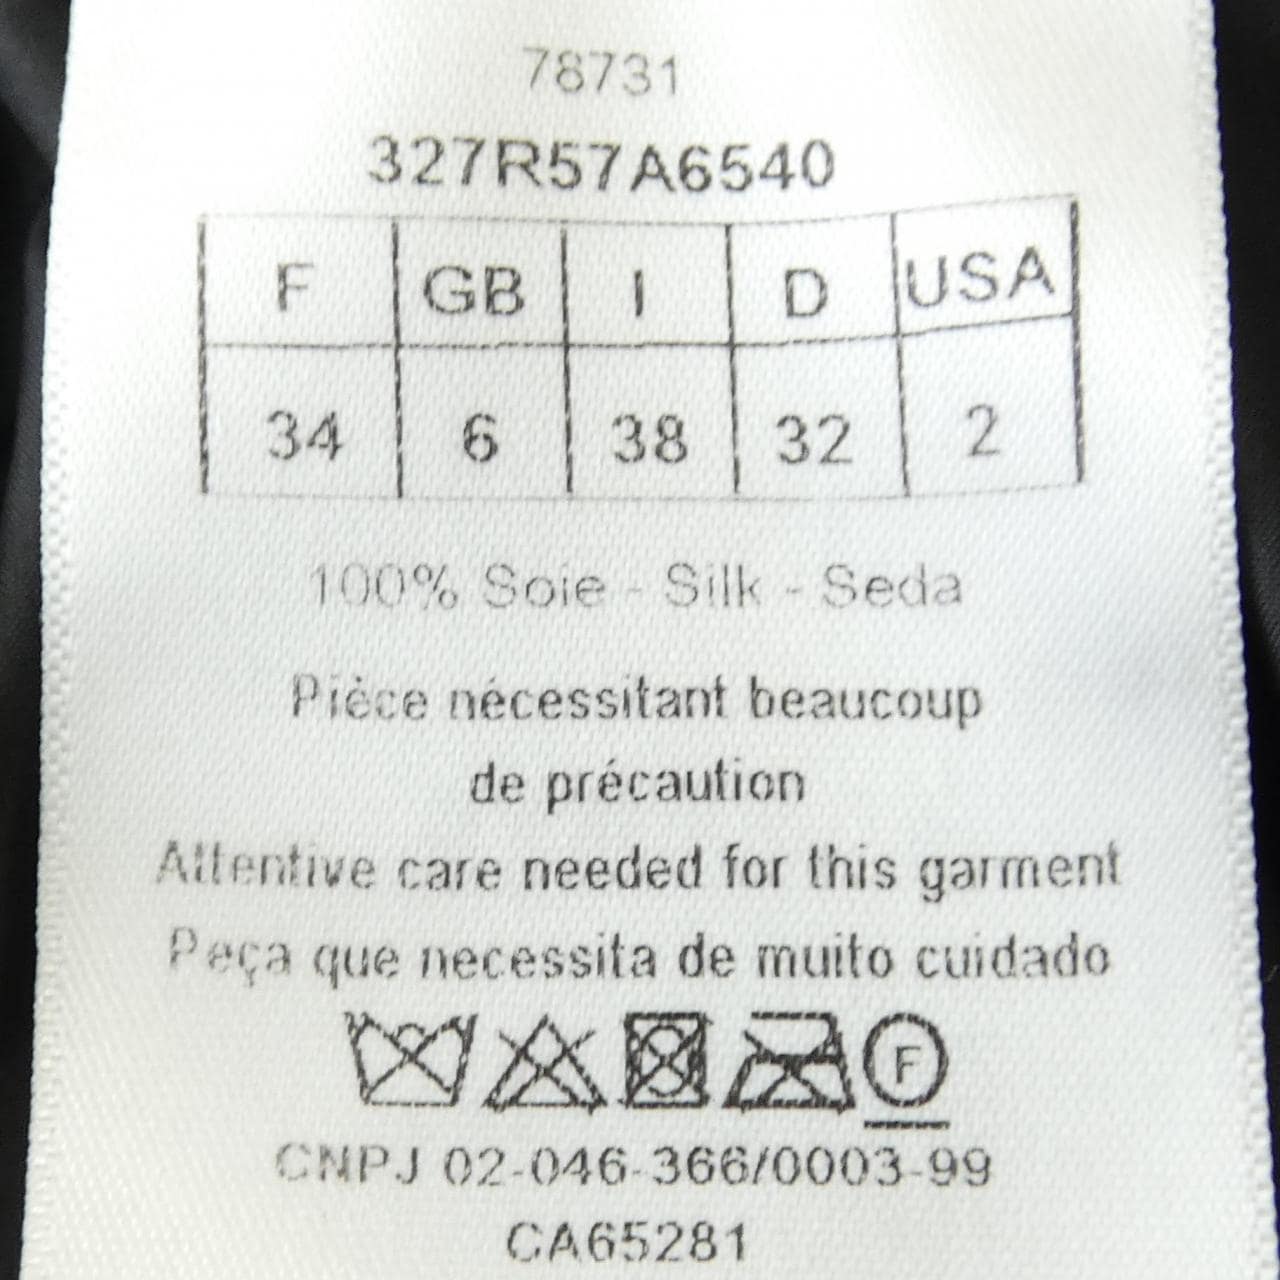 78731
327R57A6540
F GB I D USA
34 6 38 32 2
100% Soie - Silk - Seda
Pièce nécessitant beaucoup
de précaution
Attentive care needed for this garment
Peça que necessita de muito cuidado
F
CNPJ 02-046-366/0003-99
CA65281